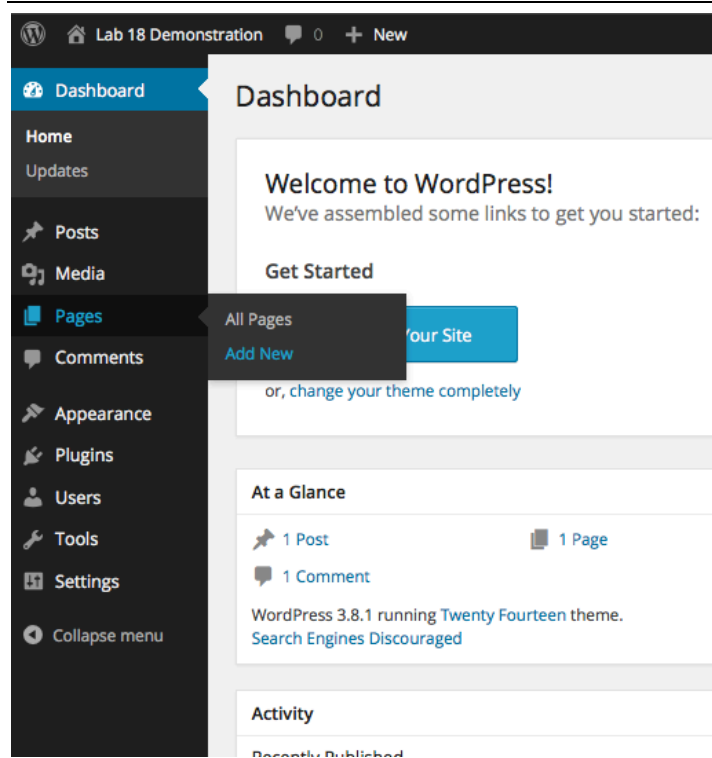 Lab 18 Demonstration 0 + New
Dashboard
Home
Updates
Posts
Media
Pages
Comments
Appearance
Plugins
Users
Tools
Settings
Collapse menu
All Pages
Add New
Dashboard
Welcome to WordPress!
We've assembled some links to get you started:
Get Started
Your Site
or, change your theme completely
At a Glance
1 Post 1 Page
1 Comment
WordPress 3.8.1 running Twenty Fourteen theme.
Search Engines Discouraged
Activity
Recently Published